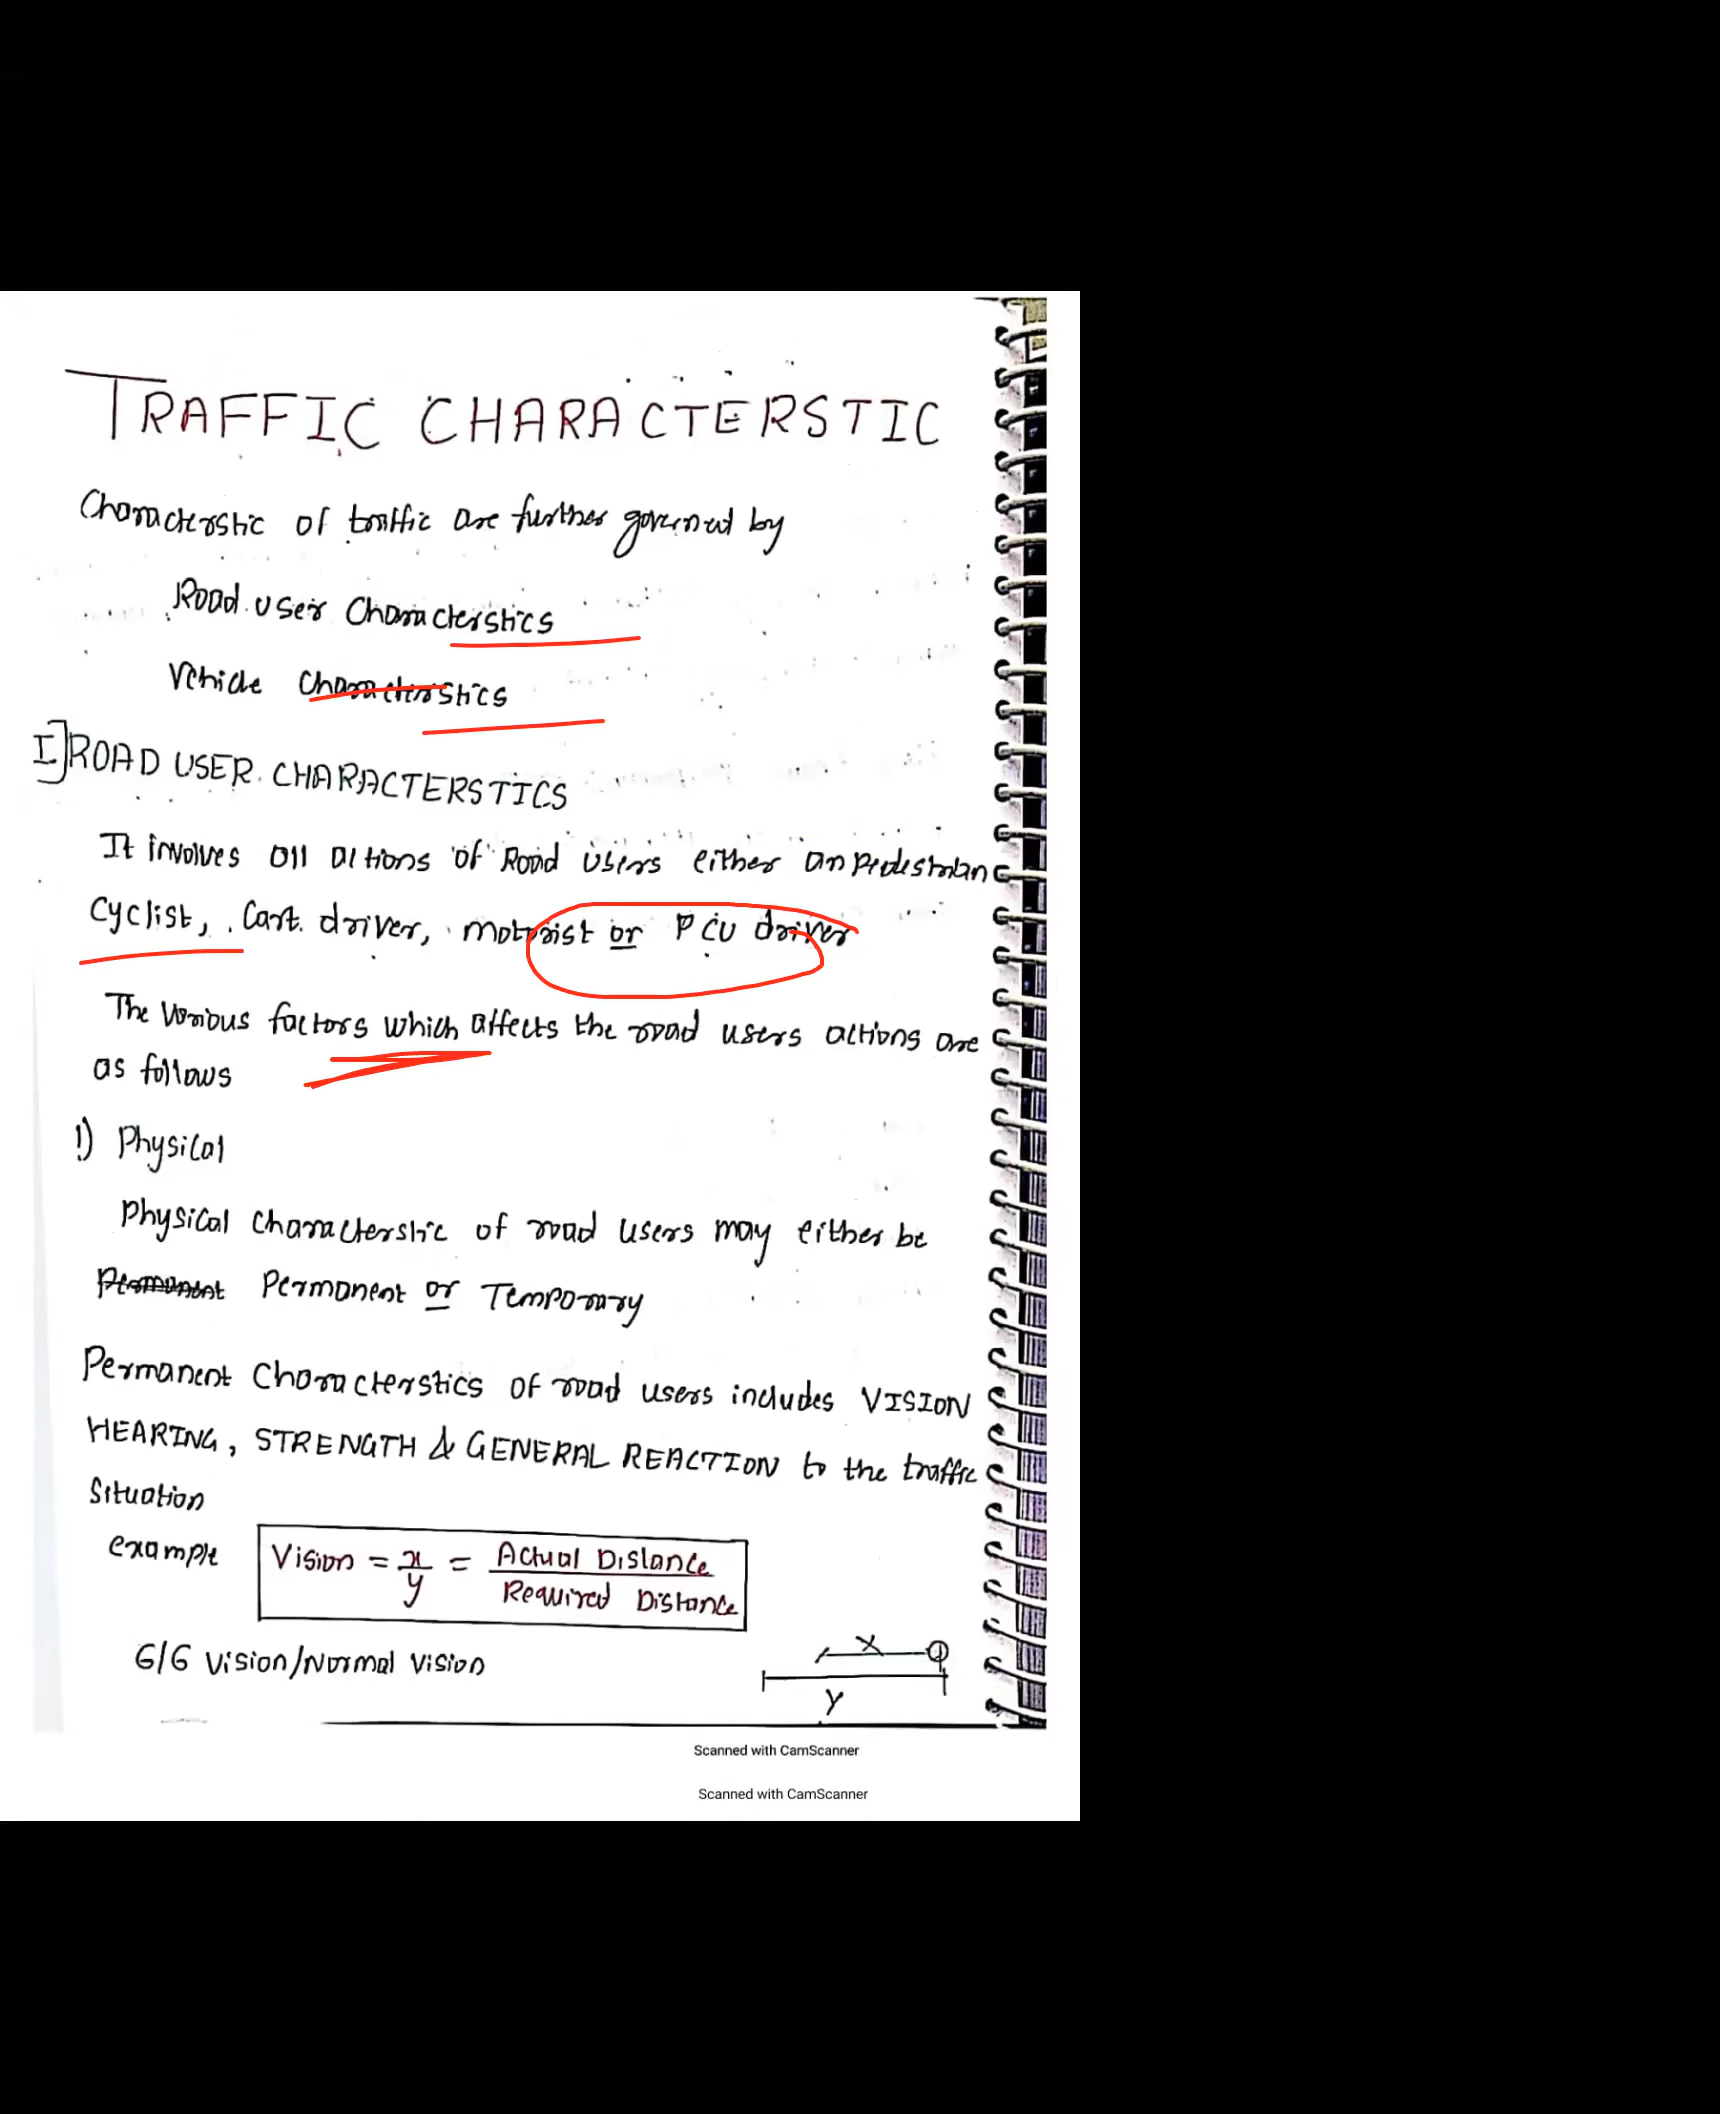 TRAFFIC CHARACTERSTIC
Characterstic of traffic are further governed by
Road user Characterstics
Vehicle Characterstics
I] ROAD USER CHARACTERSTICS
It involves all actions of Road users either an pedestrian
Cyclist, Cart driver, motorist or PCU driver
The various factors which affects the road users actions are
as follows
1) Physical
Physical characterstic of road users may either be
Permanent Permanent or Temporary
Permanent Characterstics of road users includes VISION
HEARING, STRENGTH & GENERAL REACTION to the traffic
Situation
example Vision = x/y = Actual Distance / Required Distance
6/6 Vision/Normal Vision
X
Y
Scanned with CamScanner
Scanned with CamScanner